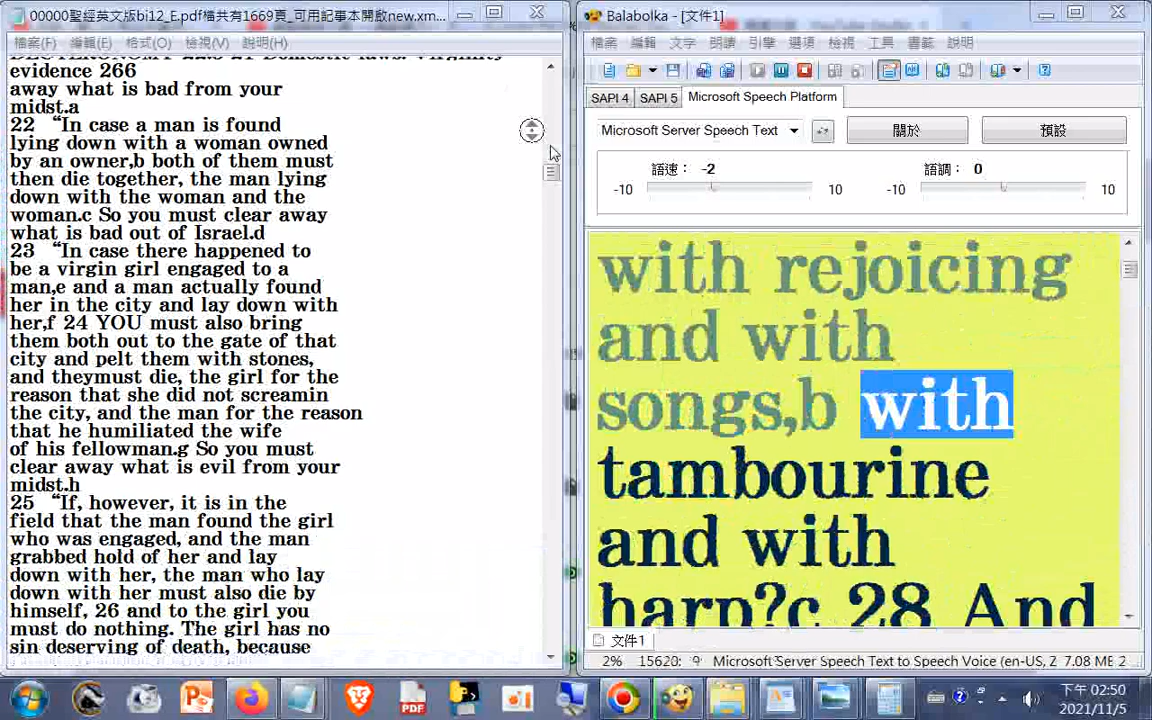 00000聖經英文版bi12_E.pdf檔共有1669頁_可用記事本開啟new.xm...
檔案(F) 編輯(E) 格式(O) 檢視(V) 說明(H)
evidence 266
away what is bad from your
midst.a
22 “In case a man is found
lying down with a woman owned
by an owner,b both of them must
then die together, the man lying
down with the woman and the
woman.c So you must clear away
what is bad out of Israel.d
23 “In case there happened to
be a virgin girl engaged to a
man,e and a man actually found
her in the city and lay down with
her,f 24 YOU must also bring
them both out to the gate of that
city and pelt them with stones,
and theymust die, the girl for the
reason that she did not screamin
the city, and the man for the reason
that he humiliated the wife
of his fellowman.g So you must
clear away what is evil from your
midst.h
25 “If, however, it is in the
field that the man found the girl
who was engaged, and the man
grabbed hold of her and lay
down with her, the man who lay
down with her must also die by
himself, 26 and to the girl you
must do nothing. The girl has no
sin deserving of death, because
Balabolka - [文件1]
檔案 編輯 文字 朗讀 引擎 選項 檢視 工具 書籤 說明
SAPI 4 SAPI 5 Microsoft Speech Platform
Microsoft Server Speech Text 關於 預設
語速： -2 語調： 0
-10 10 -10 10
with rejoicing
and with
songs,b with
tambourine
and with
harp?c 28 And
文件1
2% 15620: 9 Microsoft Server Speech Text to Speech Voice (en-US, Z 7.08 MB
PDF
下午 02:50
2021/11/5